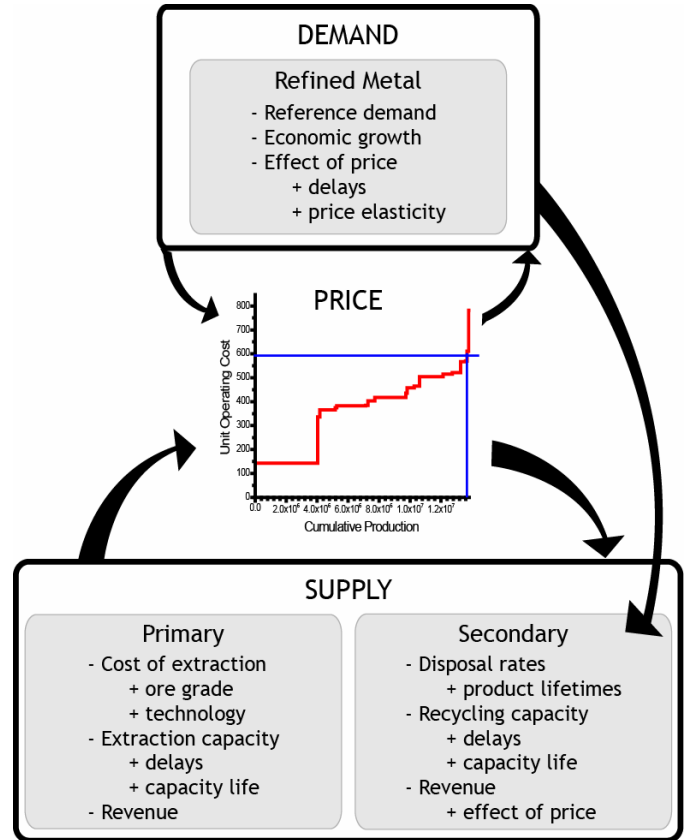 DEMAND
Refined Metal
- Reference demand
- Economic growth
- Effect of price
+ delays
+ price elasticity
PRICE
Unit Operating Cost
800
700
600
500
400
300
200
100
0
0.0 2.0x10⁶ 4.0x10⁶ 6.0x10⁶ 8.0x10⁶ 1.0x10⁷ 1.2x10⁷
Cumulative Production
SUPPLY
Primary
- Cost of extraction
+ ore grade
+ technology
- Extraction capacity
+ delays
+ capacity life
- Revenue
Secondary
- Disposal rates
+ product lifetimes
- Recycling capacity
+ delays
+ capacity life
- Revenue
+ effect of price